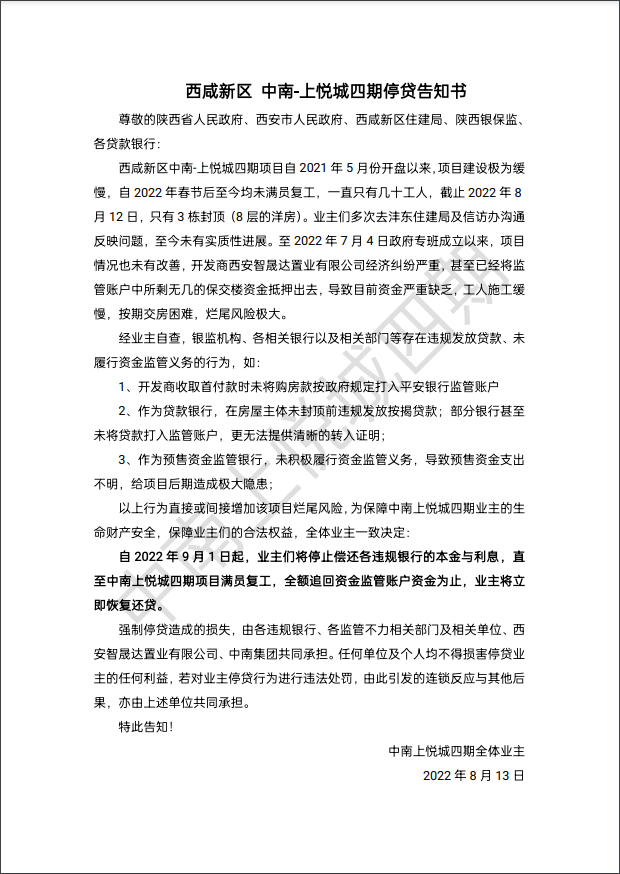 西咸新区 中南-上悦城四期停贷告知书
尊敬的陕西省人民政府、西安市人民政府、西咸新区住建局、陕西银保监、
各贷款银行：
西咸新区中南-上悦城四期项目自 2021 年 5 月份开盘以来，项目建设极为缓
慢，自 2022 年春节后至今均未满员复工，一直只有几十工人，截止 2022 年 8
月 12 日，只有 3 栋封顶（8 层的洋房）。业主们多次去沣东住建局及信访办沟通
反映问题，至今未有实质性进展。至 2022 年 7 月 4 日政府专班成立以来，项目
情况也未有改善，开发商西安智晟达置业有限公司经济纠纷严重，甚至已经将监
管账户中所剩无几的保交楼资金抵押出去，导致目前资金严重缺乏，工人施工缓
慢，按期交房困难，烂尾风险极大。
经业主自查，银监机构、各相关银行以及相关部门等存在违规发放贷款、未
履行资金监管义务的行为，如：
1、开发商收取首付款时未将购房款按政府规定打入平安银行监管账户
2、作为贷款银行，在房屋主体未封顶前违规发放按揭贷款；部分银行甚至
未将贷款打入监管账户，更无法提供清晰的转入证明；
3、作为预售资金监管银行，未积极履行资金监管义务，导致预售资金支出
不明，给项目后期造成极大隐患；
以上行为直接或间接增加该项目烂尾风险，为保障中南上悦城四期业主的生
命财产安全，保障业主们的合法权益，全体业主一致决定：
自 2022 年 9 月 1 日起，业主们将停止偿还各违规银行的本金与利息，直
至中南上悦城四期项目满员复工，全额追回资金监管账户资金为止，业主将立
即恢复还贷。
强制停贷造成的损失，由各违规银行、各监管不力相关部门及相关单位、西
安智晟达置业有限公司、中南集团共同承担。任何单位及个人均不得损害停贷业
主的任何利益，若对业主停贷行为进行违法处罚，由此引发的连锁反应与其他后
果，亦由上述单位共同承担。
特此告知！
中南上悦城四期全体业主
2022 年 8 月 13 日
中南上悦城四期